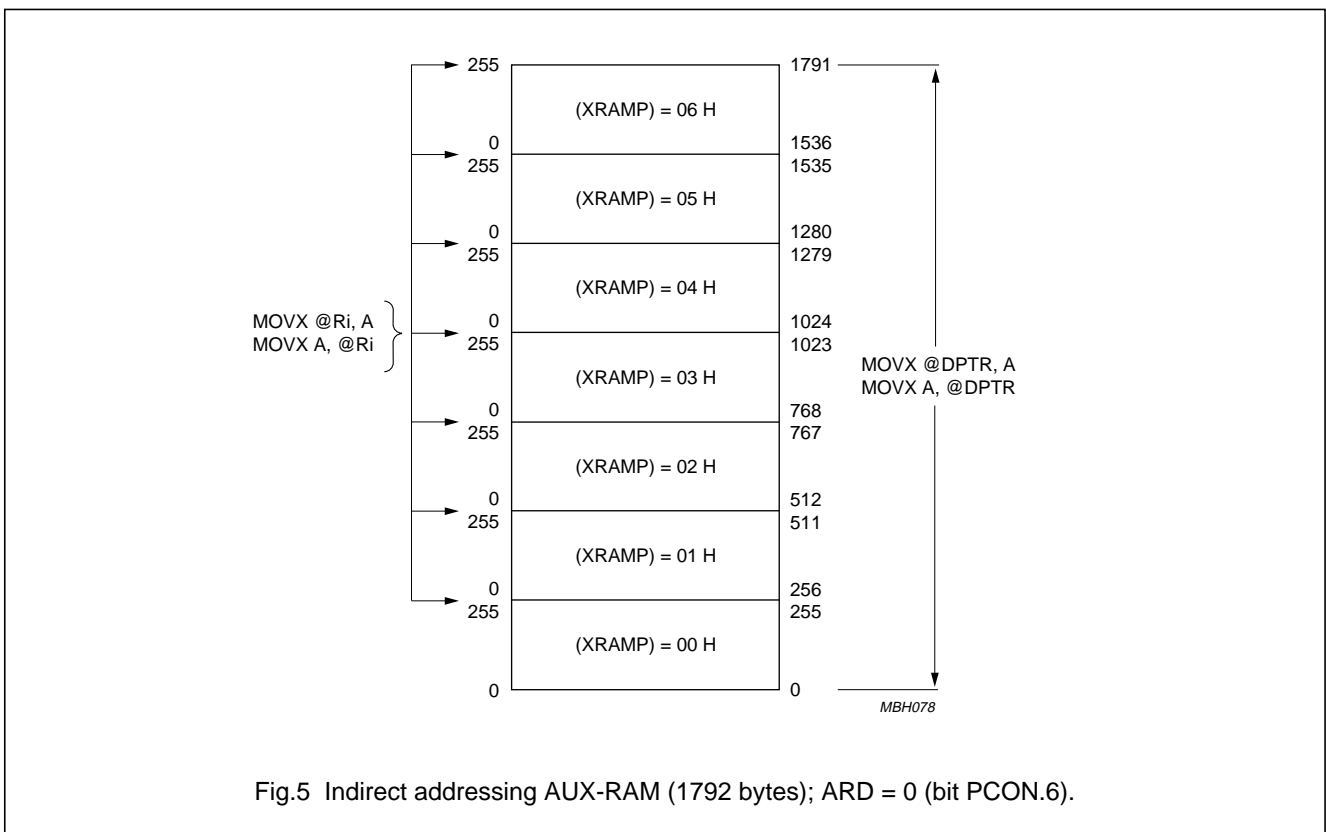 255 1791
(XRAMP) = 06 H
0 1536
255 1535
(XRAMP) = 05 H
0 1280
255 1279
(XRAMP) = 04 H
MOVX @Ri, A 0 1024
MOVX A, @Ri 255 1023
MOVX @DPTR, A
(XRAMP) = 03 H
MOVX A, @DPTR
0 768
255 767
(XRAMP) = 02 H
0 512
255 511
(XRAMP) = 01 H
0 256
255 255
(XRAMP) = 00 H
0 0
MBH078
Fig.5 Indirect addressing AUX-RAM (1792 bytes); ARD = 0 (bit PCON.6).